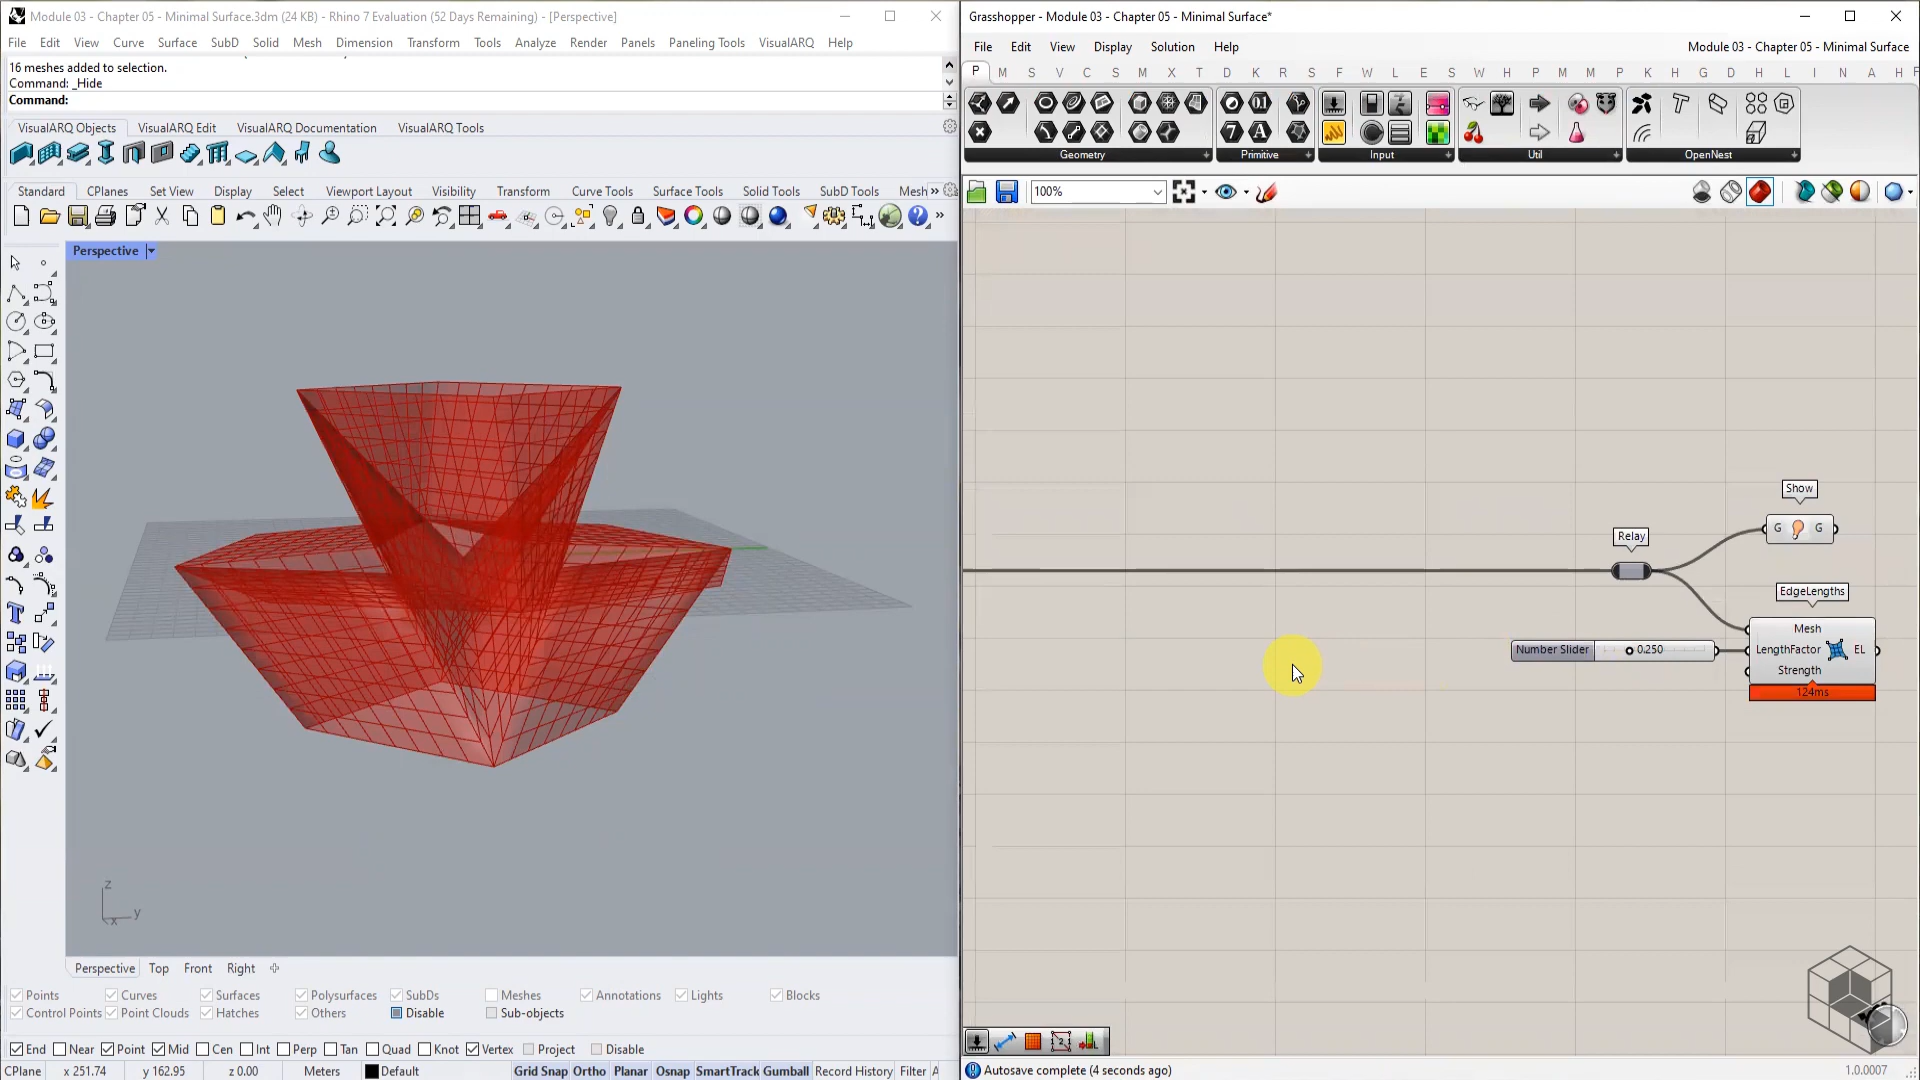 Module 03 - Chapter 05 - Minimal Surface.3dm (24 KB) - Rhino 7 Evaluation (52 Days Remaining) - [Perspective]
File Edit View Curve Surface SubD Solid Mesh Dimension Transform Tools Analyze Render Panels Paneling Tools VisualARQ Help
16 meshes added to selection.
Command: _Hide
Command:
VisualARQ Objects VisualARQ Edit VisualARQ Documentation VisualARQ Tools
Standard CPlanes Set View Display Select Viewport Layout Visibility Transform Curve Tools Surface Tools Solid Tools SubD Tools Mesh »
Perspective
z
y
x
Perspective Top Front Right
Points Curves Surfaces Polysurfaces SubDs Meshes Annotations Lights Blocks
Control Points Point Clouds Hatches Others Disable Sub-objects
End Near Point Mid Cen Int Perp Tan Quad Knot Vertex Project Disable
CPlane x 251.74 y 162.95 z 0.00 Meters Default Grid Snap Ortho Planar Osnap SmartTrack Gumball Record History Filter A
Grasshopper - Module 03 - Chapter 05 - Minimal Surface*
File Edit View Display Solution Help Module 03 - Chapter 05 - Minimal Surface
P M S V C S M X T D K R S F W L E S W H P M M P K H G D H L I N A H F
Geometry Primitive Input Util OpenNest
100%
Show
G G
Relay
EdgeLengths
Mesh
Number Slider 0.250 LengthFactor EL
Strength
124ms
Autosave complete (4 seconds ago) 1.0.0007